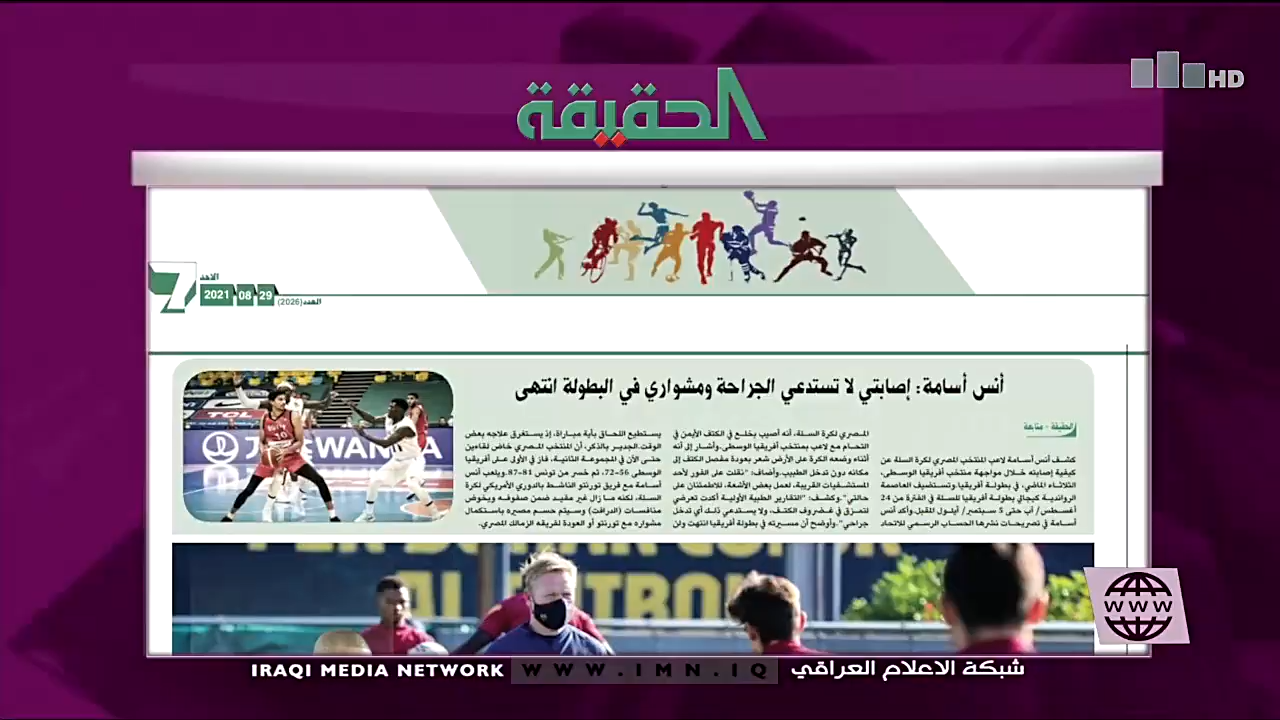 HD
الحقيقة
7
الاحد
2021 08 29
العدد(2026)
أنس أسامة: إصابتي لا تستدعي الجراحة ومشواري في البطولة انتهى
الحقيقة - متابعة
كشف أنس أسامة لاعب المنتخب المصري لكرة السلة عن
كيفية إصابته خلال مواجهة منتخب أفريقيا الوسطى،
الثلاثاء الماضي، في بطولة أفريقيا وتستضيف العاصمة
الرواندية كيجالي بطولة أفريقيا للسلة في الفترة من 24
أغسطس/ آب حتى 5 سبتمبر/ أيلول المقبل.وأكد أنس
أسامة في تصريحات نشرها الحساب الرسمي للاتحاد
المصري لكرة السلة، أنه أصيب بخلع في الكتف الأيمن في
التحام مع لاعب بمنتخب أفريقيا الوسطى.وأشار إلى أنه
أثناء وضعه الكرة على الأرض شعر بعودة مفصل الكتف إلى
مكانه دون تدخل الطبيب.وأضاف: "نقلت على الفور لأحد
المستشفيات القريبة، لعمل بعض الأشعة، للاطمئنان على
حالتي".وكشف: "التقارير الطبية الأولية أكدت تعرضي
لتمزق في غضروف الكتف، ولا يستدعي ذلك أي تدخل
جراحي".وأوضح أن مسيرته في بطولة أفريقيا انتهت ولن
يستطيع اللحاق بأية مباراة، إذ يستغرق علاجه بعض
الوقت.الجدير بالذكر، أن المنتخب المصري خاض لقاءين
حتى الآن في المجموعة الثانية، فاز في الأولى على أفريقيا
الوسطى 56-72، ثم خسر من تونس 81-87.ويلعب أنس
أسامة مع فريق تورنتو الناشط بالدوري الأمريكي لكرة
السلة، لكنه ما زال غير مقيد ضمن صفوفه ويخوض
منافسات (الدرافت) وسيتم حسم مصيره باستكمال
مشواره مع تورنتو أو العودة لفريقه الزمالك المصري.
TCL
WWW
IRAQI MEDIA NETWORK
WWW.IMN.IQ
شبكة الاعلام العراقي